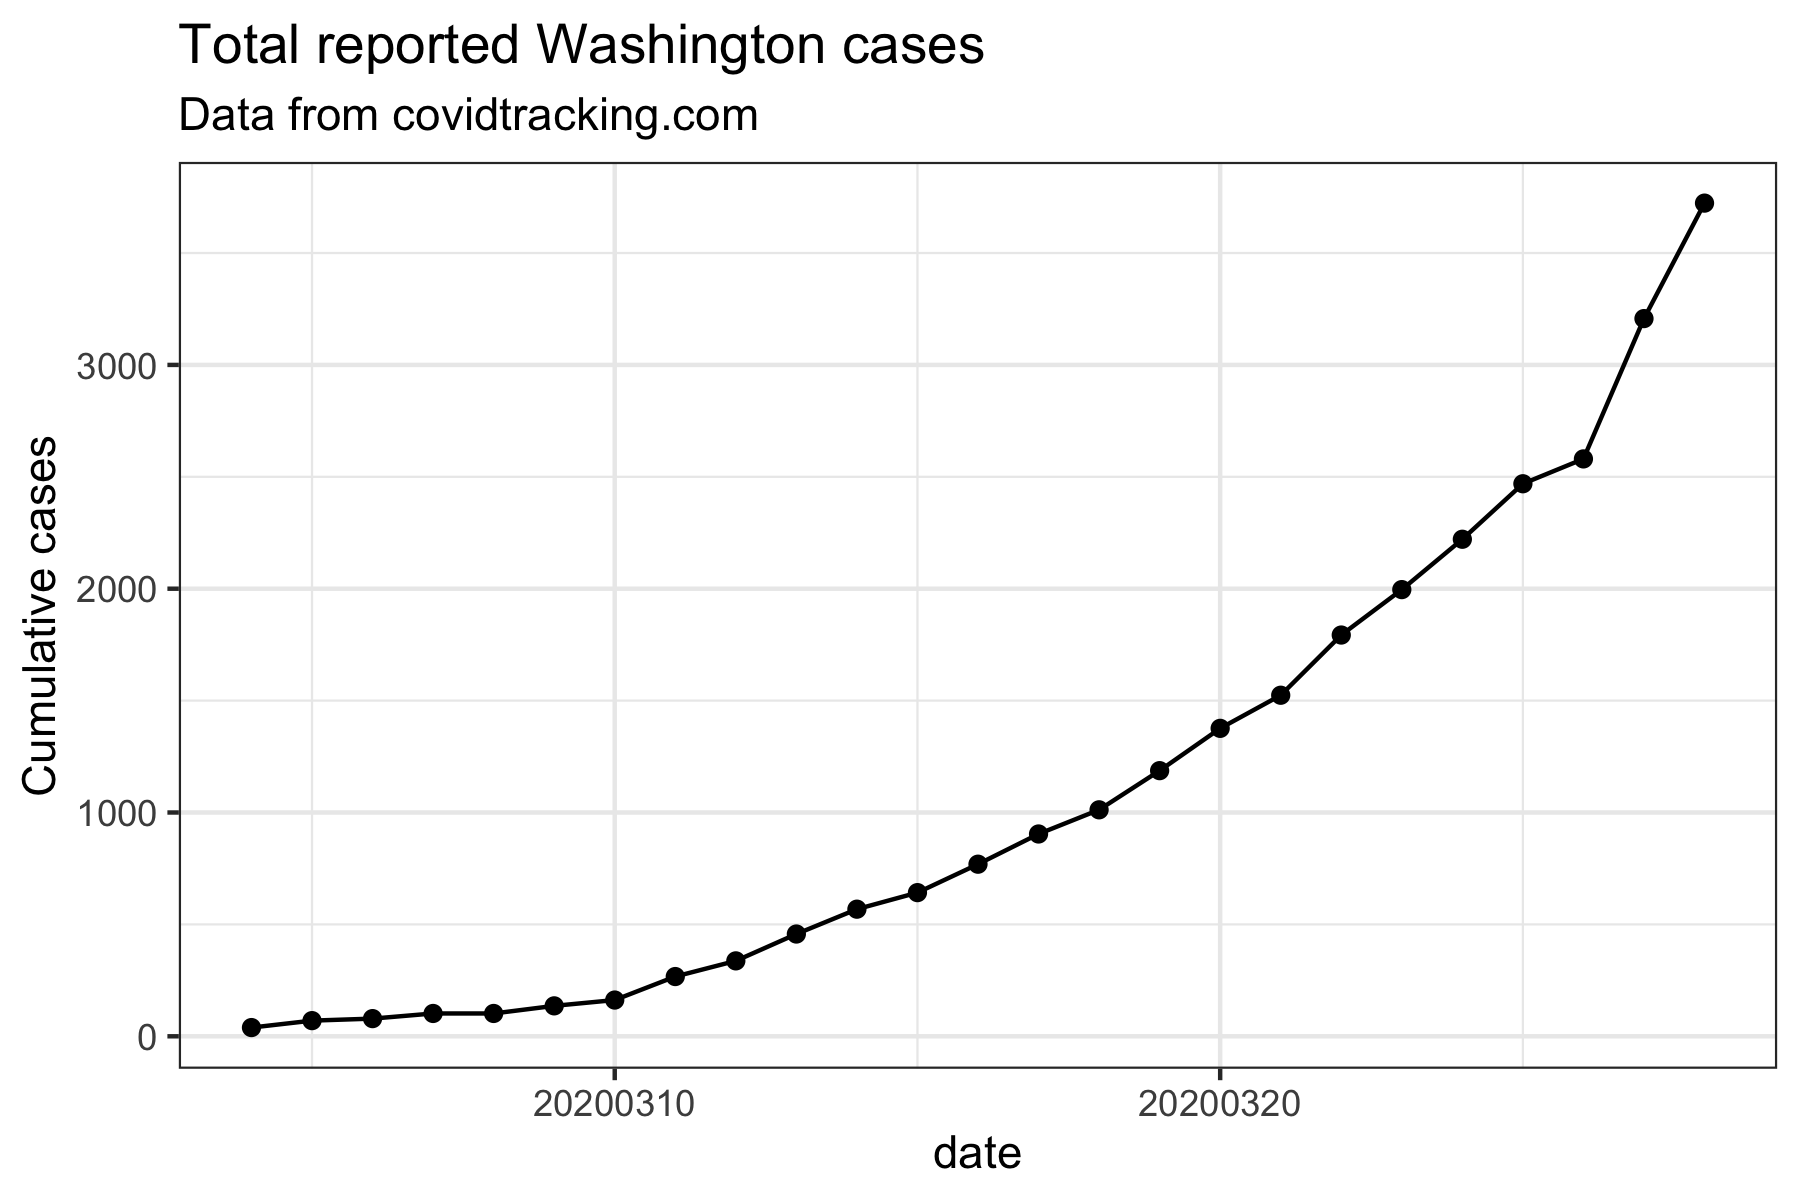 Total reported Washington cases
Data from covidtracking.com
Cumulative cases
3000
2000
1000
0
20200310
20200320
date